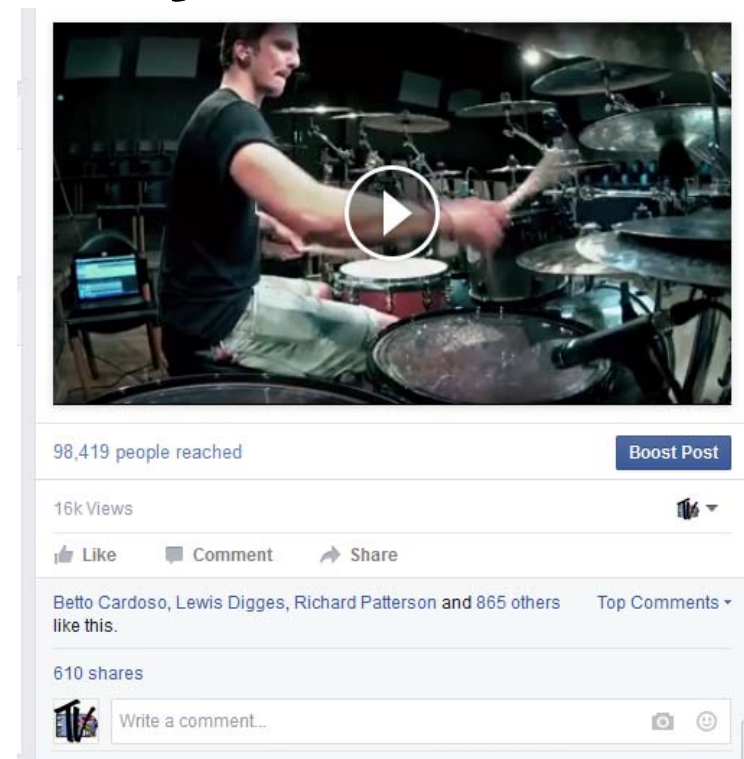 98,419 people reached
Boost Post
16k Views
Like Comment Share
Betto Cardoso, Lewis Digges, Richard Patterson and 865 others
like this.
Top Comments
610 shares
Write a comment...